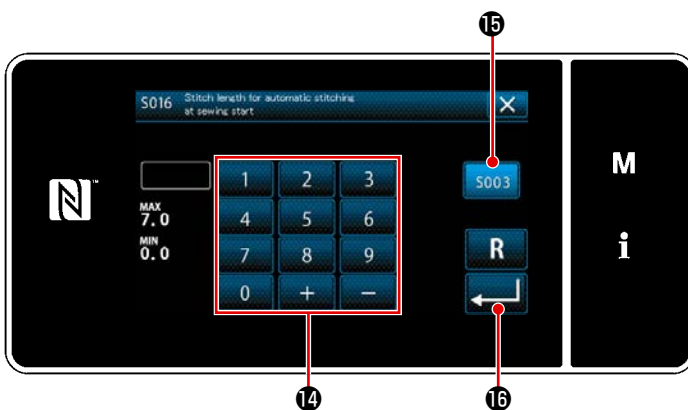 ⓯
S016 Stitch length for automatic stitching
at sewing start
X
1 2 3
S003
M
MAX
7.0
4 5 6
MIN
0.0
7 8 9
R
i
0 + −
⓮ ⓰